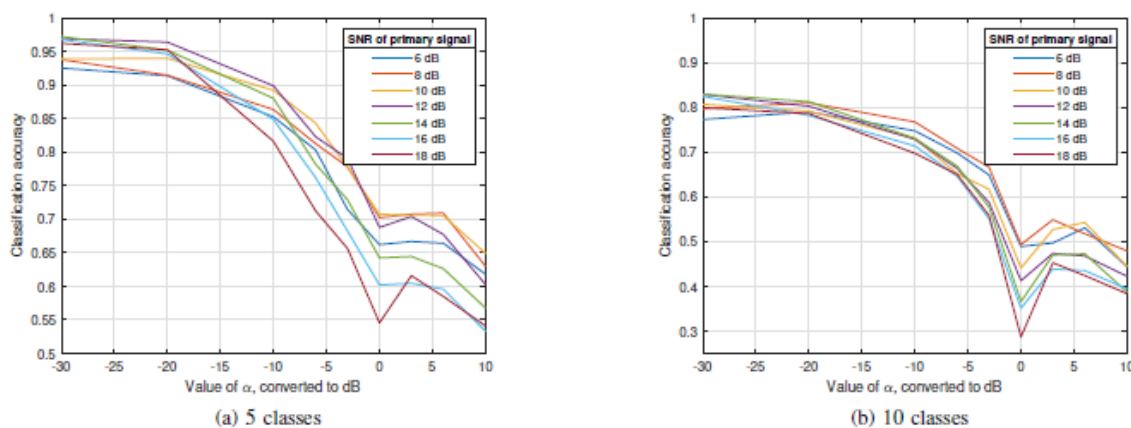 1
0.95
0.9
0.85
0.8
0.75
0.7
0.65
0.6
0.55
0.5
Classification accuracy
SNR of primary signal
6 dB
8 dB
10 dB
12 dB
14 dB
16 dB
18 dB
-30 -25 -20 -15 -10 -5 0 5 10
Value of α, converted to dB
(a) 5 classes
1
0.9
0.8
0.7
0.6
0.5
0.4
0.3
Classification accuracy
SNR of primary signal
6 dB
8 dB
10 dB
12 dB
14 dB
16 dB
18 dB
-30 -25 -20 -15 -10 -5 0 5 10
Value of α, converted to dB
(b) 10 classes